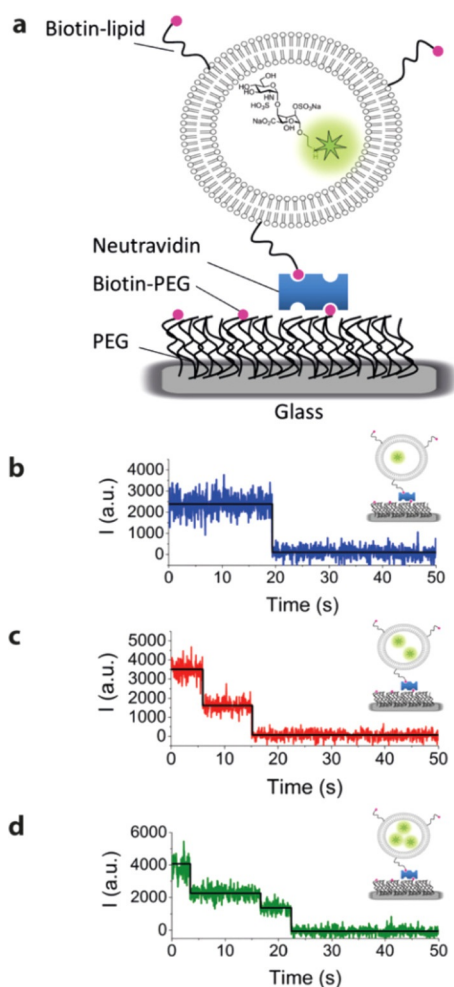 a
Biotin-lipid
OH
HO
HO
HN
HO₃S
OSO₃Na
NaO₂C
OH
H
Neutravidin
Biotin-PEG
PEG
Glass
b
4000
3000
2000
1000
0
I (a.u.)
0 10 20 30 40 50
Time (s)
c
5000
4000
3000
2000
1000
0
I (a.u.)
0 10 20 30 40 50
Time (s)
d
6000
4000
2000
0
I (a.u.)
0 10 20 30 40 50
Time (s)